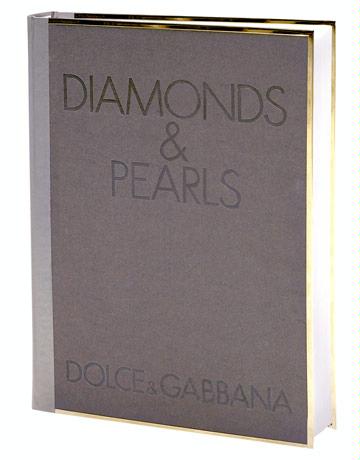 DIAMONDS
&
PEARLS
DOLCE&GABBANA